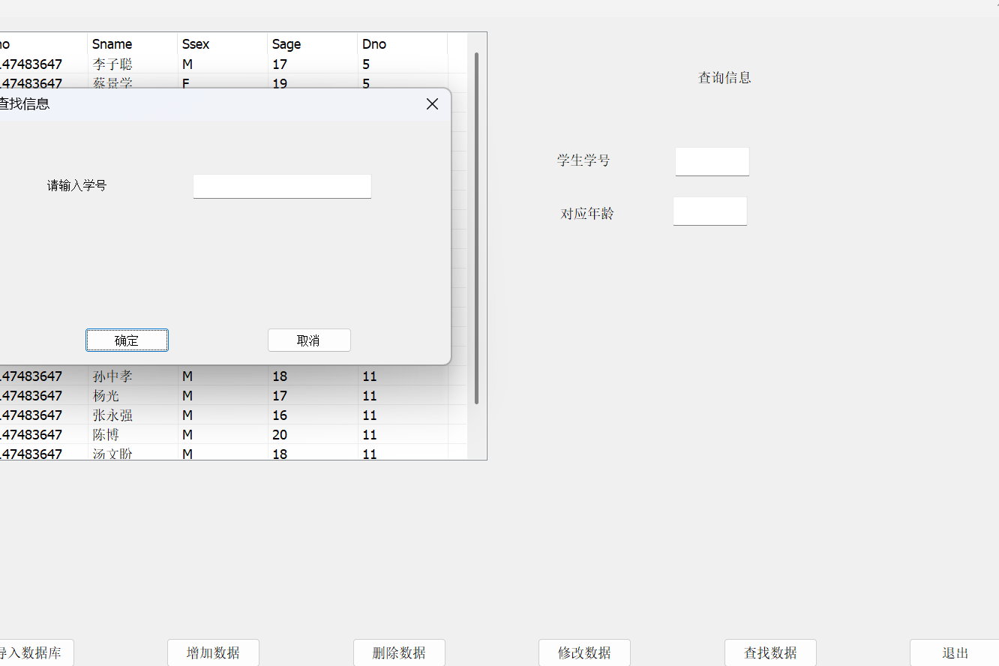 no Sname Ssex Sage Dno
147483647 李子聪 M 17 5
147483647 蔡景学 F 19 5
查找信息
请输入学号
确定 取消
147483647 孙中孝 M 18 11
147483647 杨光 M 17 11
147483647 张永强 M 16 11
147483647 陈博 M 20 11
147483647 汤文盼 M 18 11
查询信息
学生学号
对应年龄
导入数据库 增加数据 删除数据 修改数据 查找数据 退出